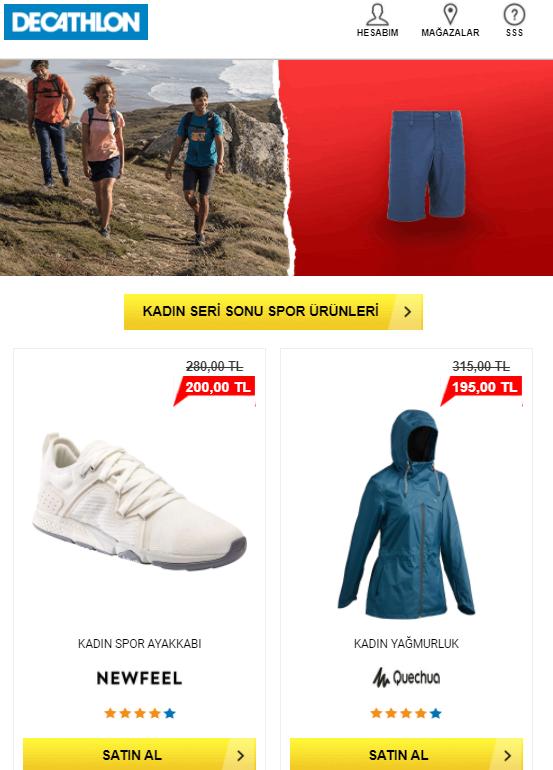 DECATHLON
HESABIM
MAĞAZALAR
SSS
KADIN SERİ SONU SPOR ÜRÜNLERİ
280,00 TL
200,00 TL
315,00 TL
195,00 TL
KADIN SPOR AYAKKABI
KADIN YAĞMURLUK
NEWFEEL
Quechua
SATIN AL
SATIN AL